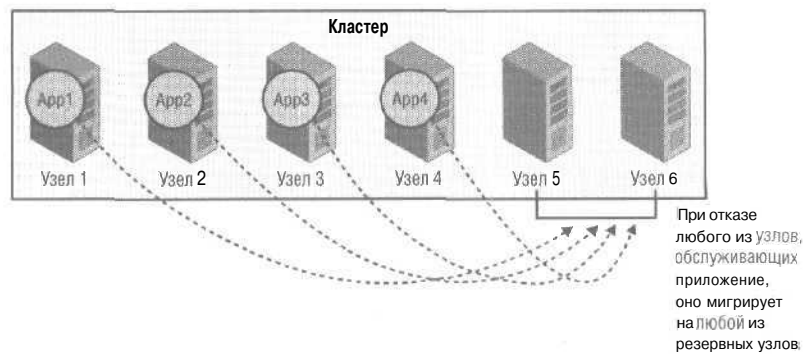 Кластер
App1
App2
App3
App4
Узел 1
Узел 2
Узел 3
Узел 4
Узел 5
Узел 6
При отказе
любого из узлов,
обслуживающих
приложение,
оно мигрирует
на любой из
резервных узлов